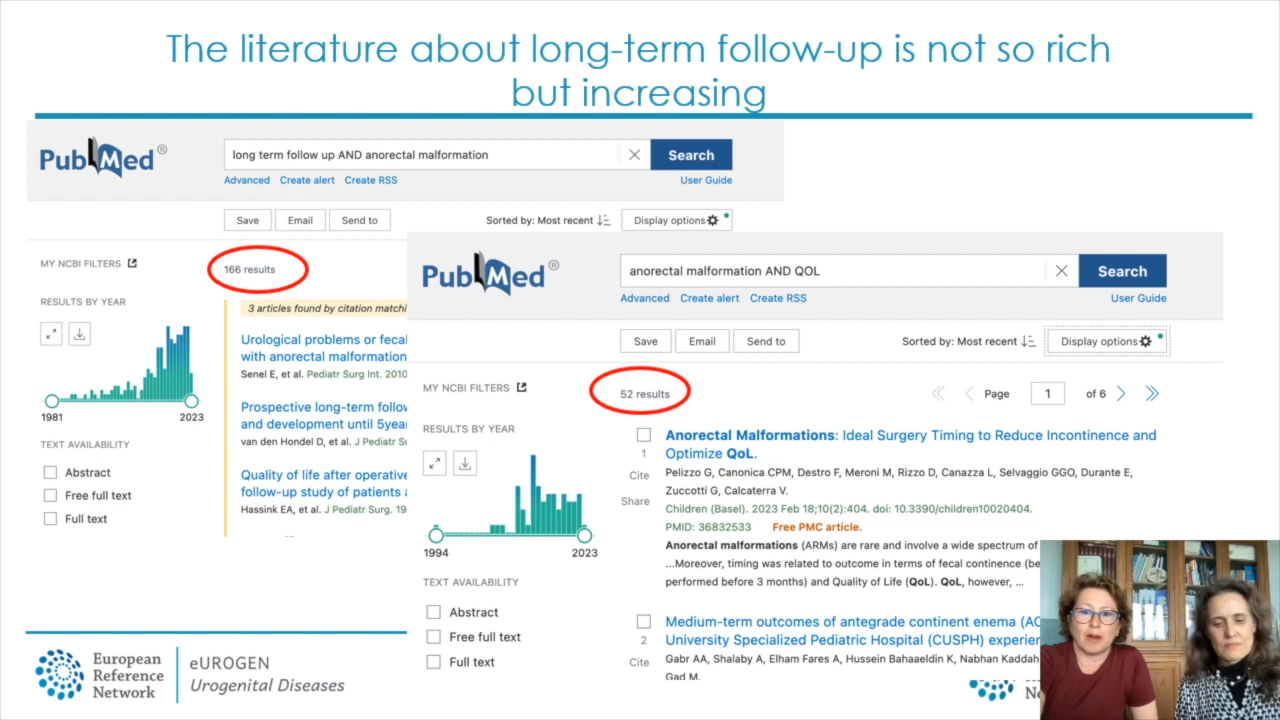 The literature about long-term follow-up is not so rich
but increasing
PubMed®
long term follow up AND anorectal malformation
Search
Advanced Create alert Create RSS
User Guide
Save Email Send to
Sorted by: Most recent
Display options
MY NCBI FILTERS
166 results
RESULTS BY YEAR
3 articles found by citation matchi
Urological problems or fecal
with anorectal malformation
Senel E, et al. Pediatr Surg Int. 2010
1981 2023
Prospective long-term follow
and development until 5year
van den Hondel D, et al. J Pediatr Su
TEXT AVAILABILITY
Abstract
Free full text
Full text
Quality of life after operative
follow-up study of patients
Hassink EA, et al. J Pediatr Surg. 19
PubMed®
anorectal malformation AND QOL
Search
Advanced Create alert Create RSS
User Guide
Save Email Send to
Sorted by: Most recent
Display options
MY NCBI FILTERS
52 results
Page 1 of 6
RESULTS BY YEAR
1994 2023
TEXT AVAILABILITY
Abstract
Free full text
Full text
1
Cite
Share
Anorectal Malformations: Ideal Surgery Timing to Reduce Incontinence and
Optimize QoL.
Pelizzo G, Canonica CPM, Destro F, Meroni M, Rizzo D, Canazza L, Selvaggio GGO, Durante E,
Zuccotti G, Calcaterra V.
Children (Basel). 2023 Feb 18;10(2):404. doi: 10.3390/children10020404.
PMID: 36832533 Free PMC article.
Anorectal malformations (ARMs) are rare and involve a wide spectrum of
...Moreover, timing was related to outcome in terms of fecal continence (be
performed before 3 months) and Quality of Life (QoL). QoL, however, ...
2
Cite
Medium-term outcomes of antegrade continent enema (AC
University Specialized Pediatric Hospital (CUSPH) experien
Gabr AA, Shalaby A, Elham Fares A, Hussein Bahaaeldin K, Nabhan Kaddah
Gad M.
European
Reference
Network
eUROGEN
Urogenital Diseases